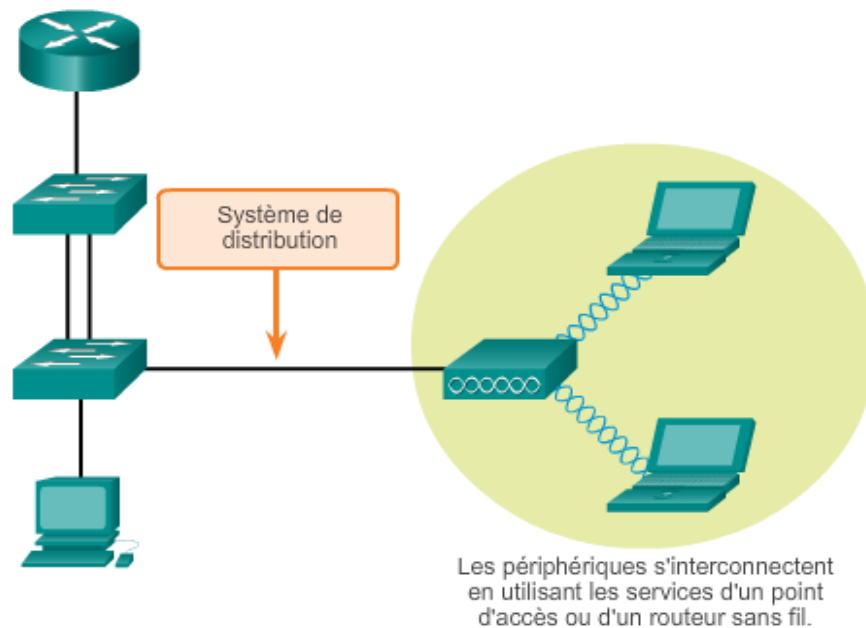 Système de
distribution
Les périphériques s'interconnectent
en utilisant les services d'un point
d'accès ou d'un routeur sans fil.